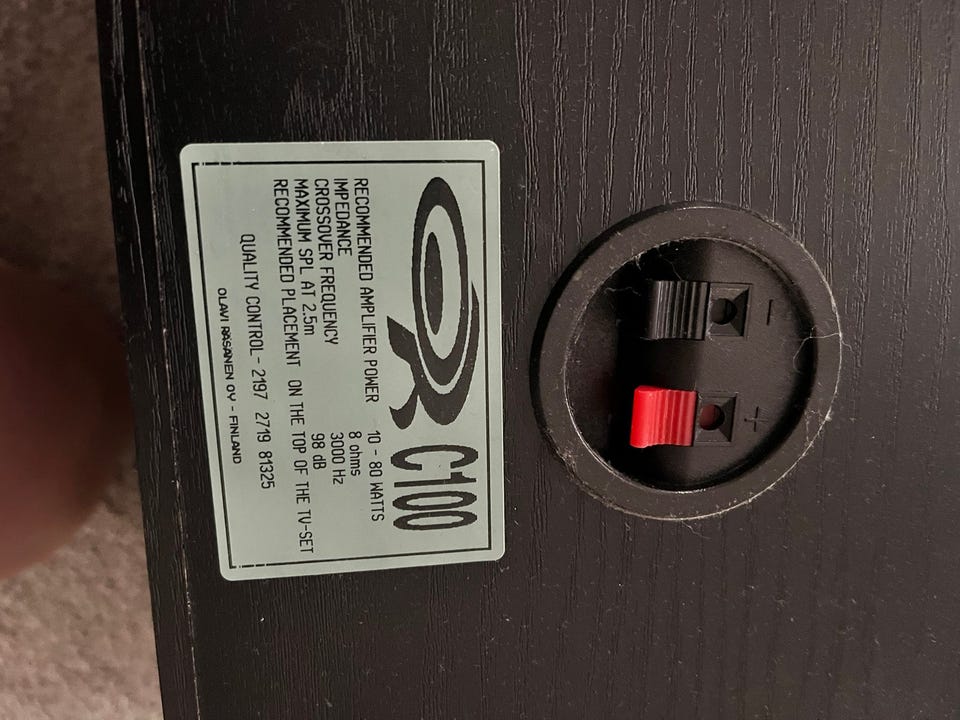 OR C100
RECOMMENDED AMPLIFIER POWER 10 - 80 WATTS
IMPEDANCE 8 ohms
CROSSOVER FREQUENCY 3000 Hz
MAXIMUM SPL AT 2.5m 98 dB
RECOMMENDED PLACEMENT ON THE TOP OF THE TV-SET
QUALITY CONTROL - 2197 2719 81325
OLAVI RÄSÄNEN OY - FINLAND
- +